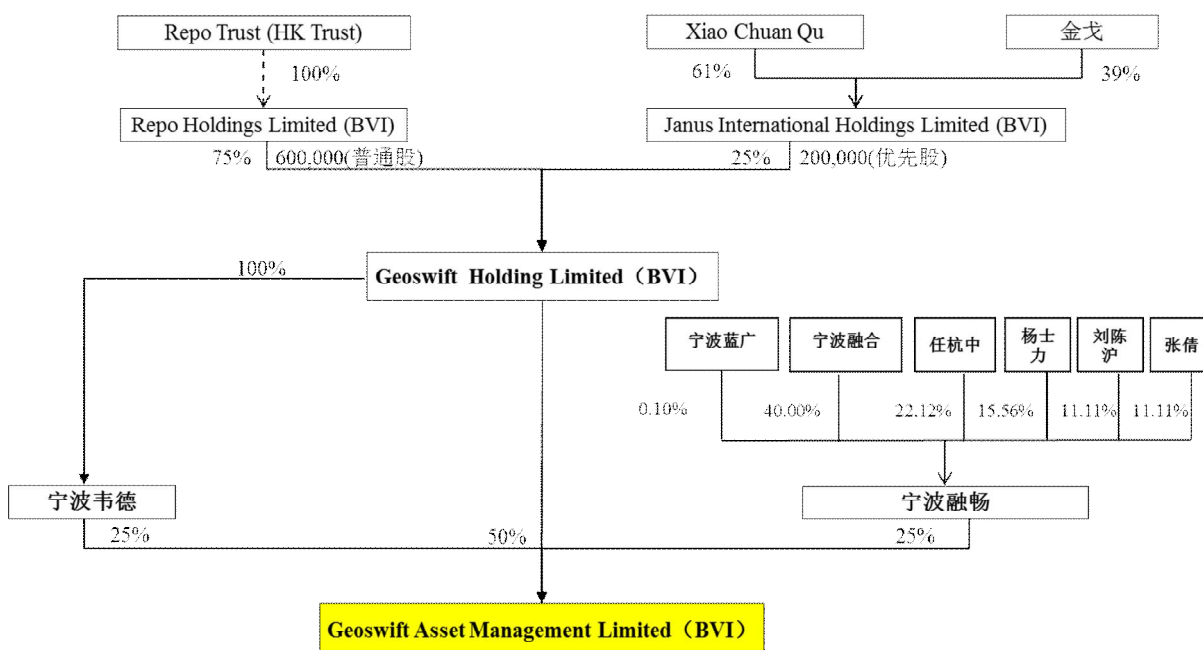 Repo Trust (HK Trust)
Xiao Chuan Qu
金戈
100%
61%
39%
Repo Holdings Limited (BVI)
Janus International Holdings Limited (BVI)
75%
600,000(普通股)
25%
200,000(优先股)
100%
Geoswift Holding Limited（BVI）
宁波蓝广
宁波融合
任杭中
杨士
力
刘陈
沪
张倩
0.10%
40.00%
22.12%
15.56%
11.11%
11.11%
宁波韦德
宁波融畅
25%
50%
25%
Geoswift Asset Management Limited（BVI）